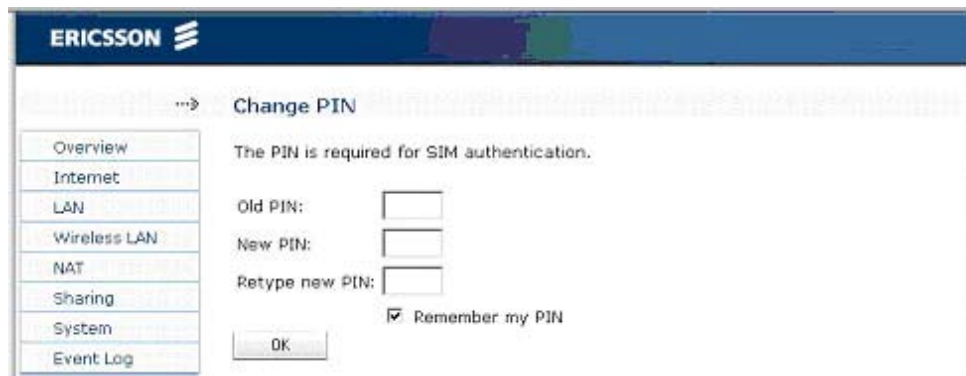 ERICSSON
Change PIN
Overview
Internet
LAN
Wireless LAN
NAT
Sharing
System
Event Log
The PIN is required for SIM authentication.
Old PIN:
New PIN:
Retype new PIN:
Remember my PIN
OK